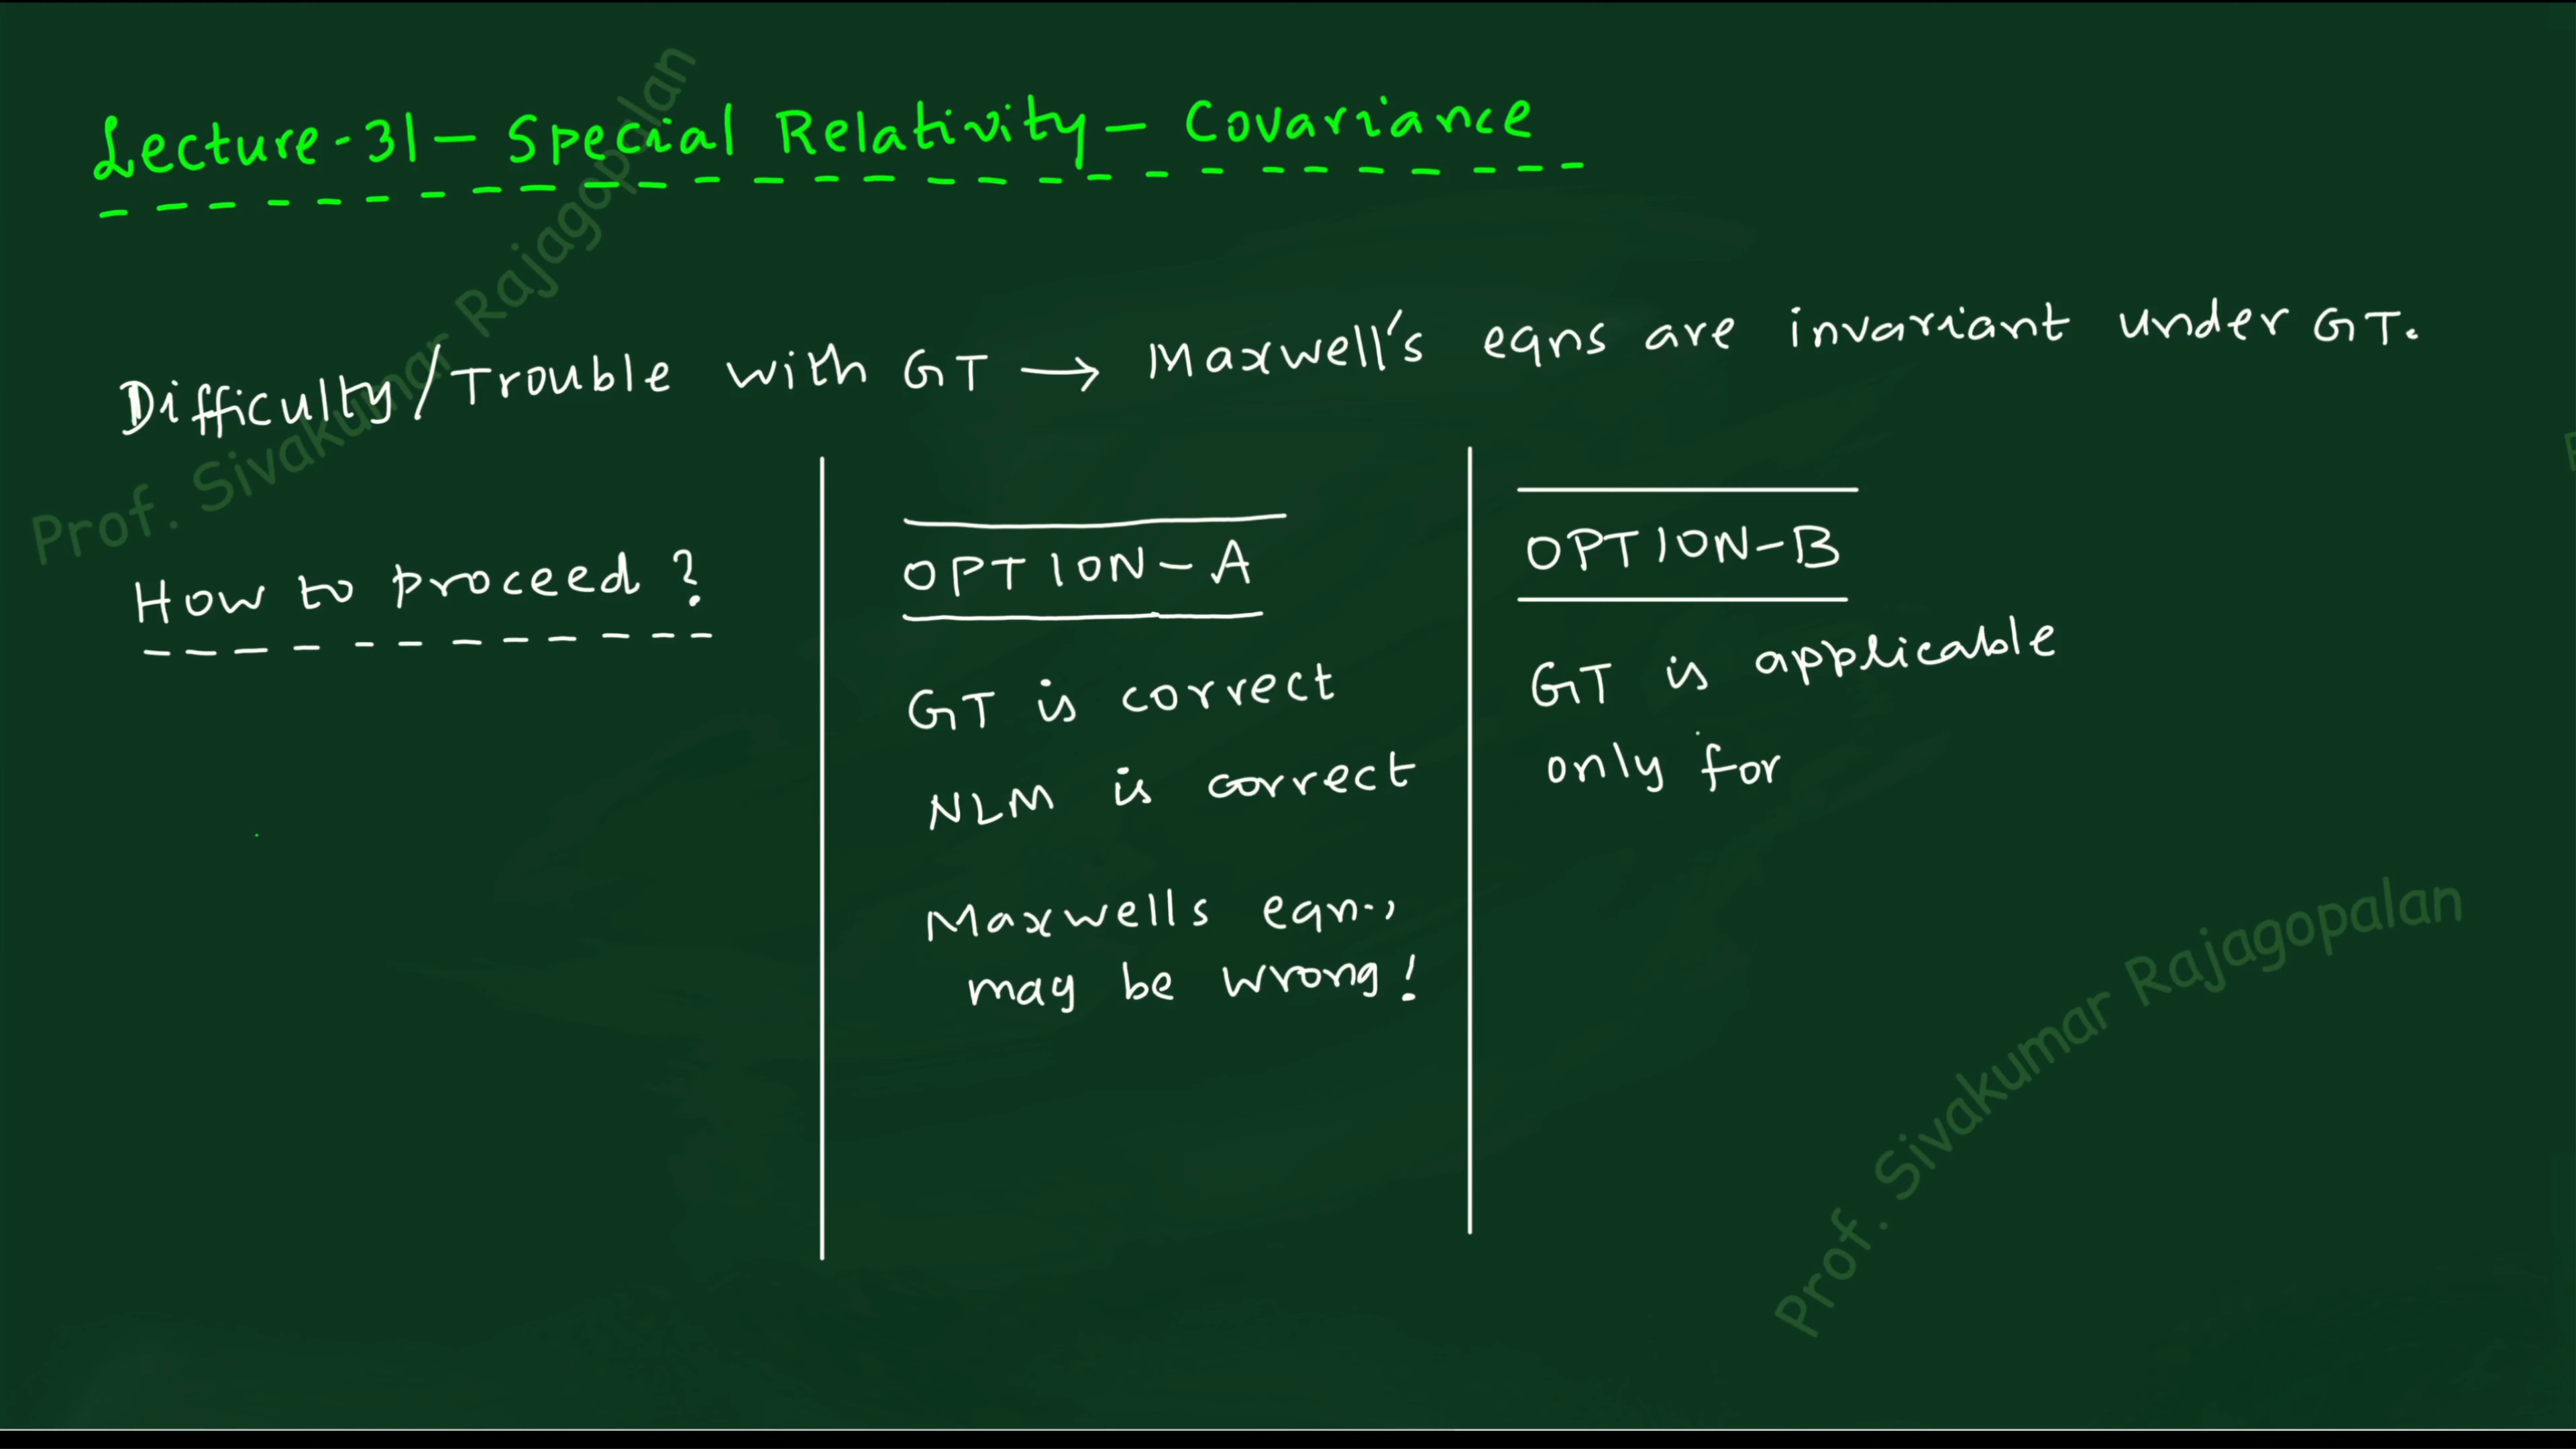 Lecture-31 — Special Relativity — Covariance
Difficulty/Trouble with GT → Maxwell's eqns are invariant under GT.
How to proceed ?
OPTION-A
GT is correct
NLM is correct
Maxwells eqn.,
may be wrong!
OPTION-B
GT is applicable
only for
Prof. Sivakumar Rajagopalan
Prof. Sivakumar Rajagopalan